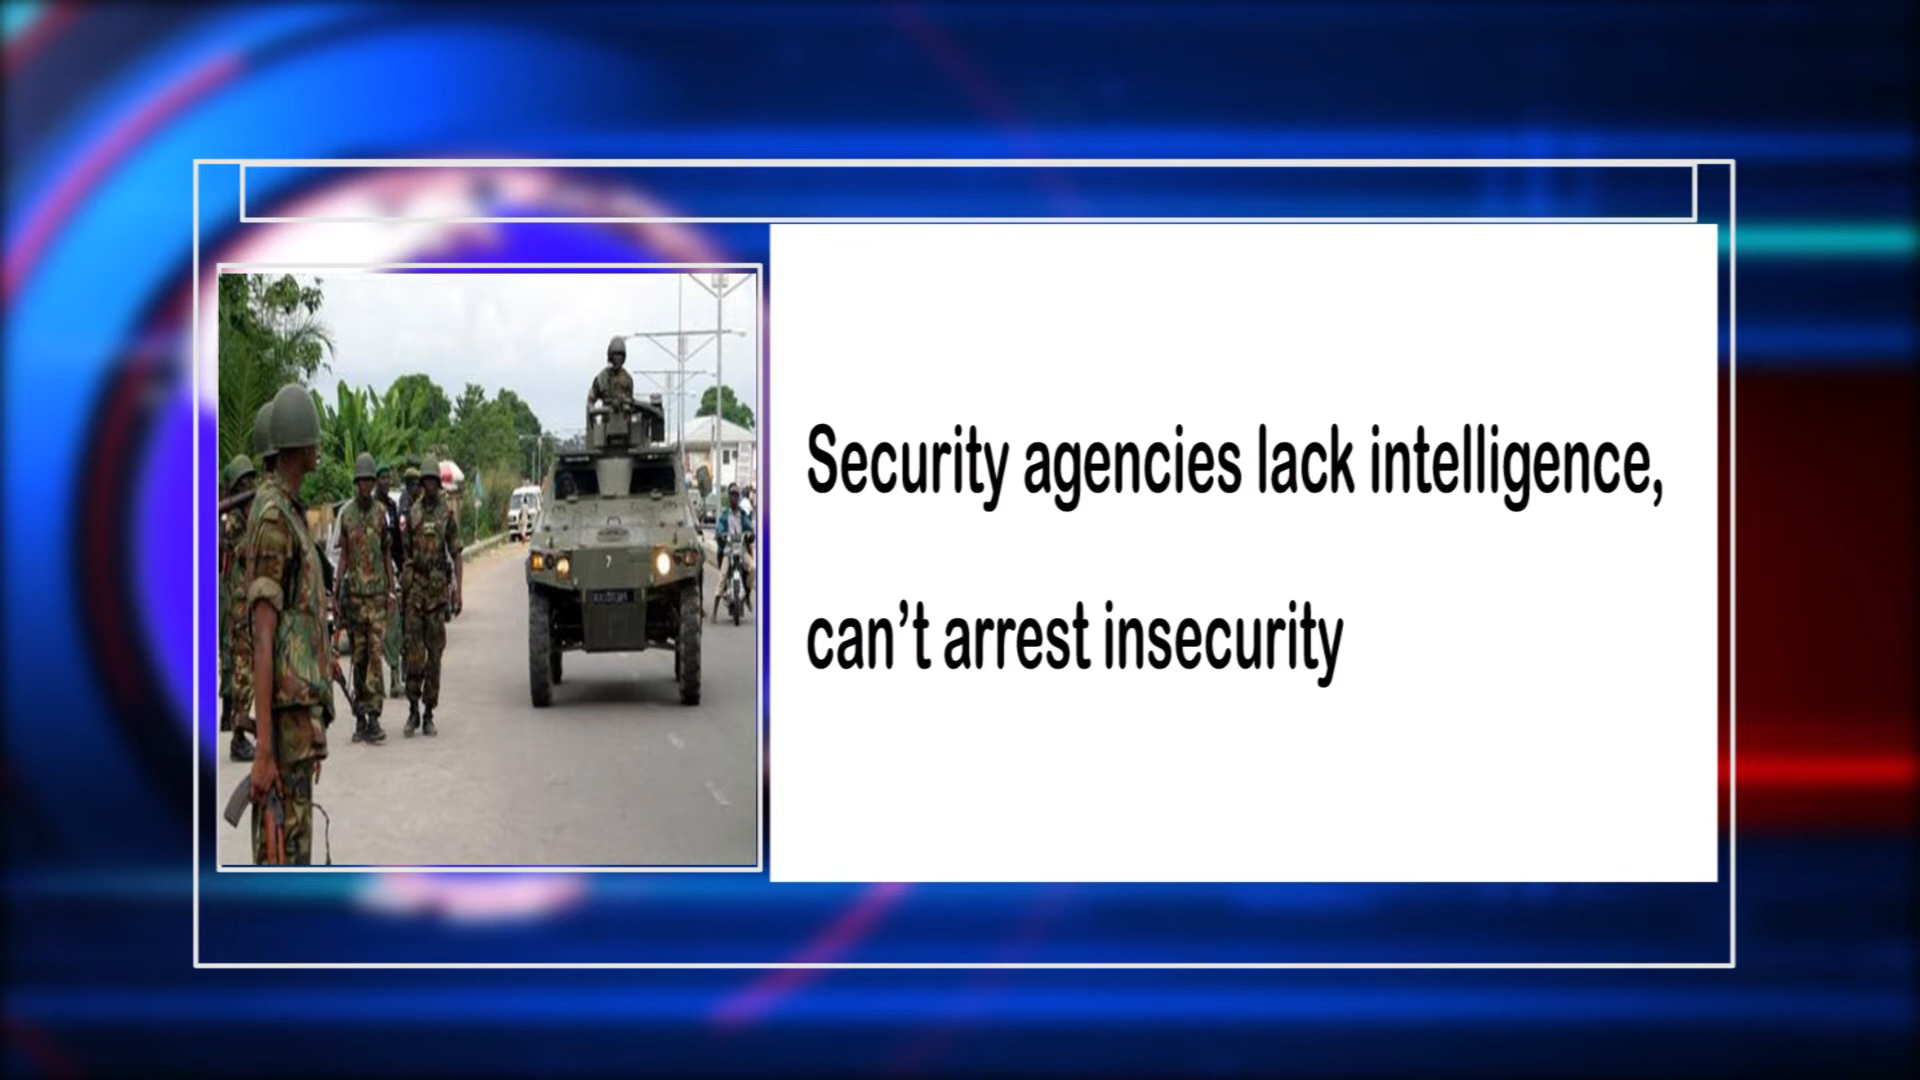 Security agencies lack intelligence,
can’t arrest insecurity